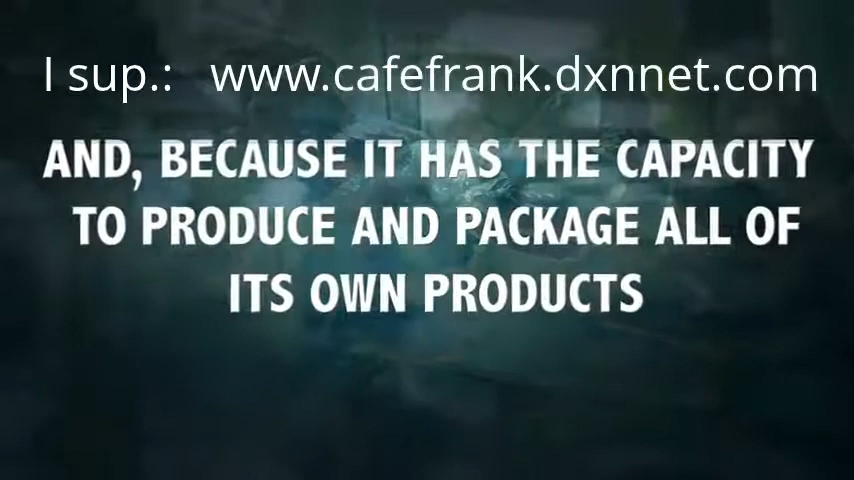 I sup.: www.cafefrank.dxnnet.com
AND, BECAUSE IT HAS THE CAPACITY
TO PRODUCE AND PACKAGE ALL OF
ITS OWN PRODUCTS